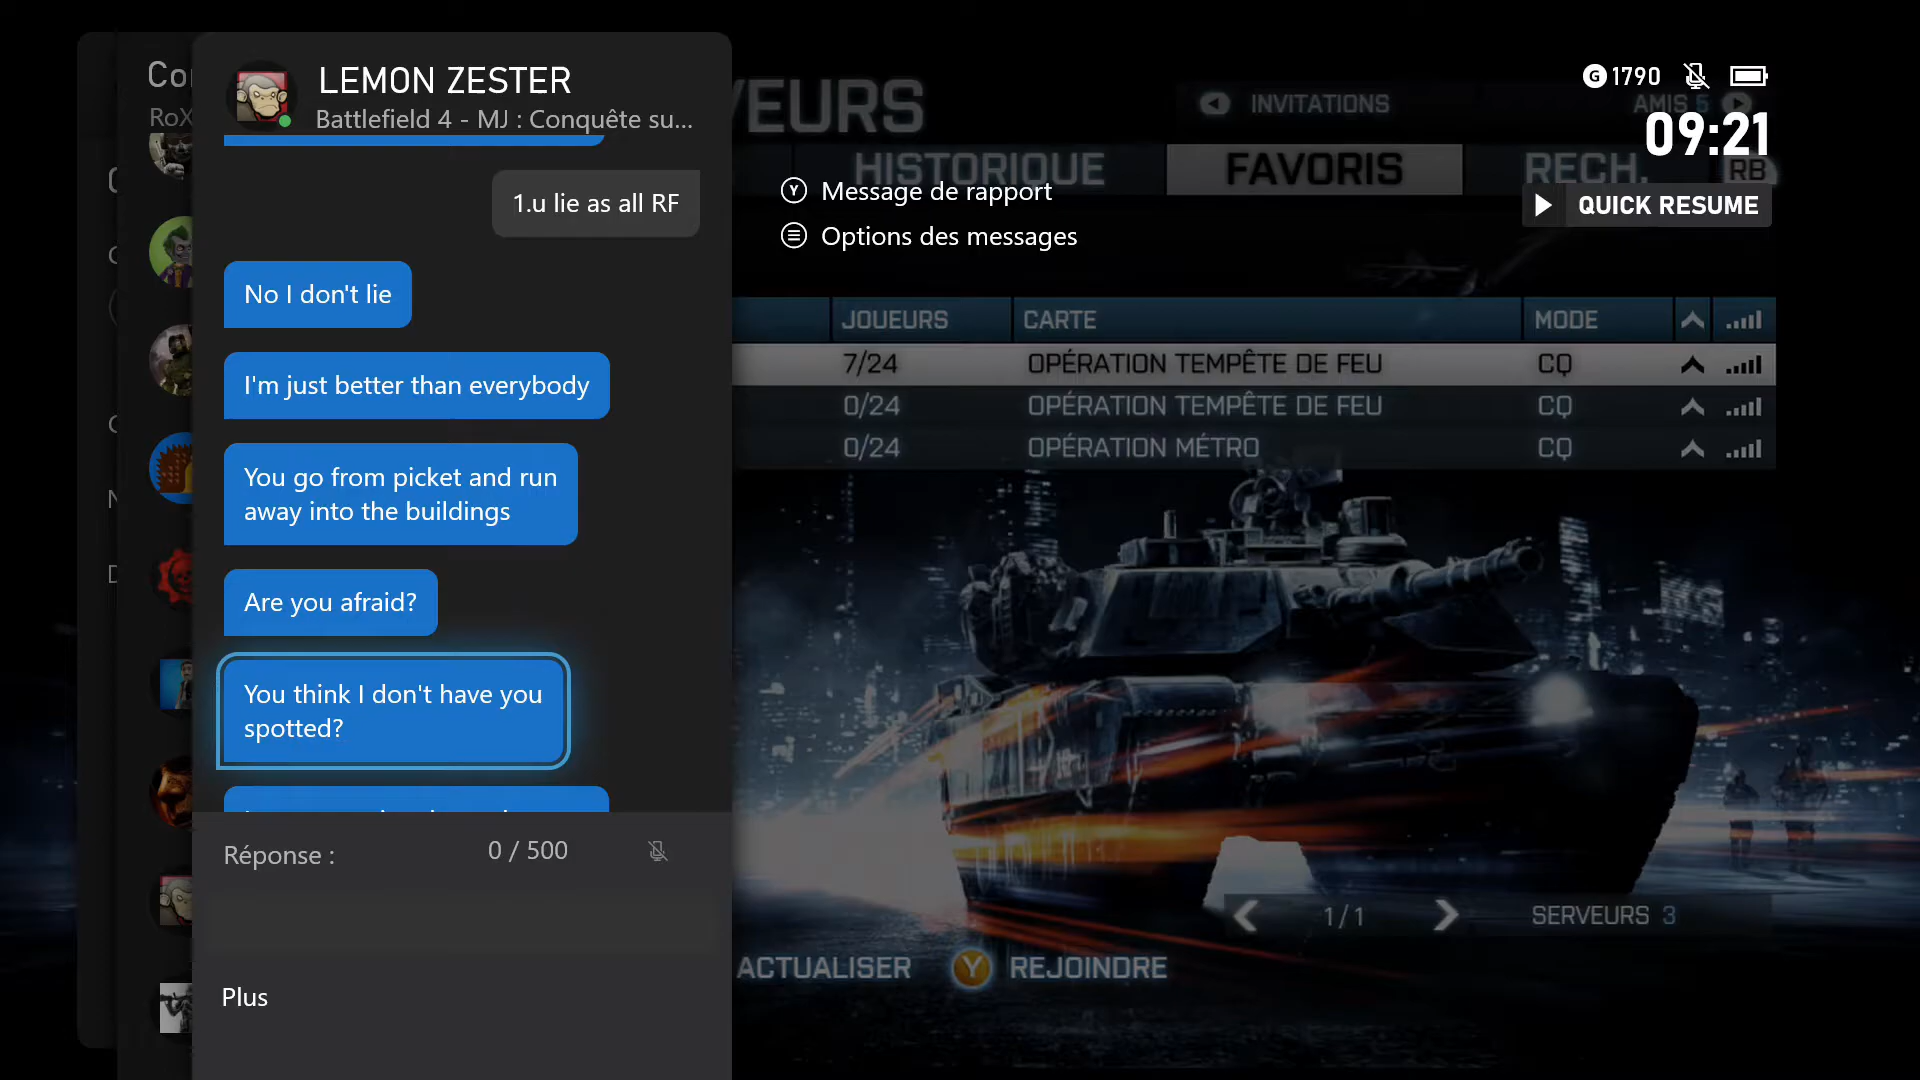 Co
RoX
LEMON ZESTER
Battlefield 4 - MJ : Conquête su...
1.u lie as all RF
No I don't lie
I'm just better than everybody
You go from picket and run
away into the buildings
Are you afraid?
You think I don't have you
spotted?
Réponse :
0 / 500
Plus
Y Message de rapport
Options des messages
G 1790
09:21
QUICK RESUME
VEURS
INVITATIONS
AMIS 5
HISTORIQUE
FAVORIS
RECH.
RB
JOUEURS CARTE MODE
7/24 OPÉRATION TEMPÊTE DE FEU CQ
0/24 OPÉRATION TEMPÊTE DE FEU CQ
0/24 OPÉRATION MÉTRO CQ
1/1
SERVEURS 3
ACTUALISER
Y REJOINDRE